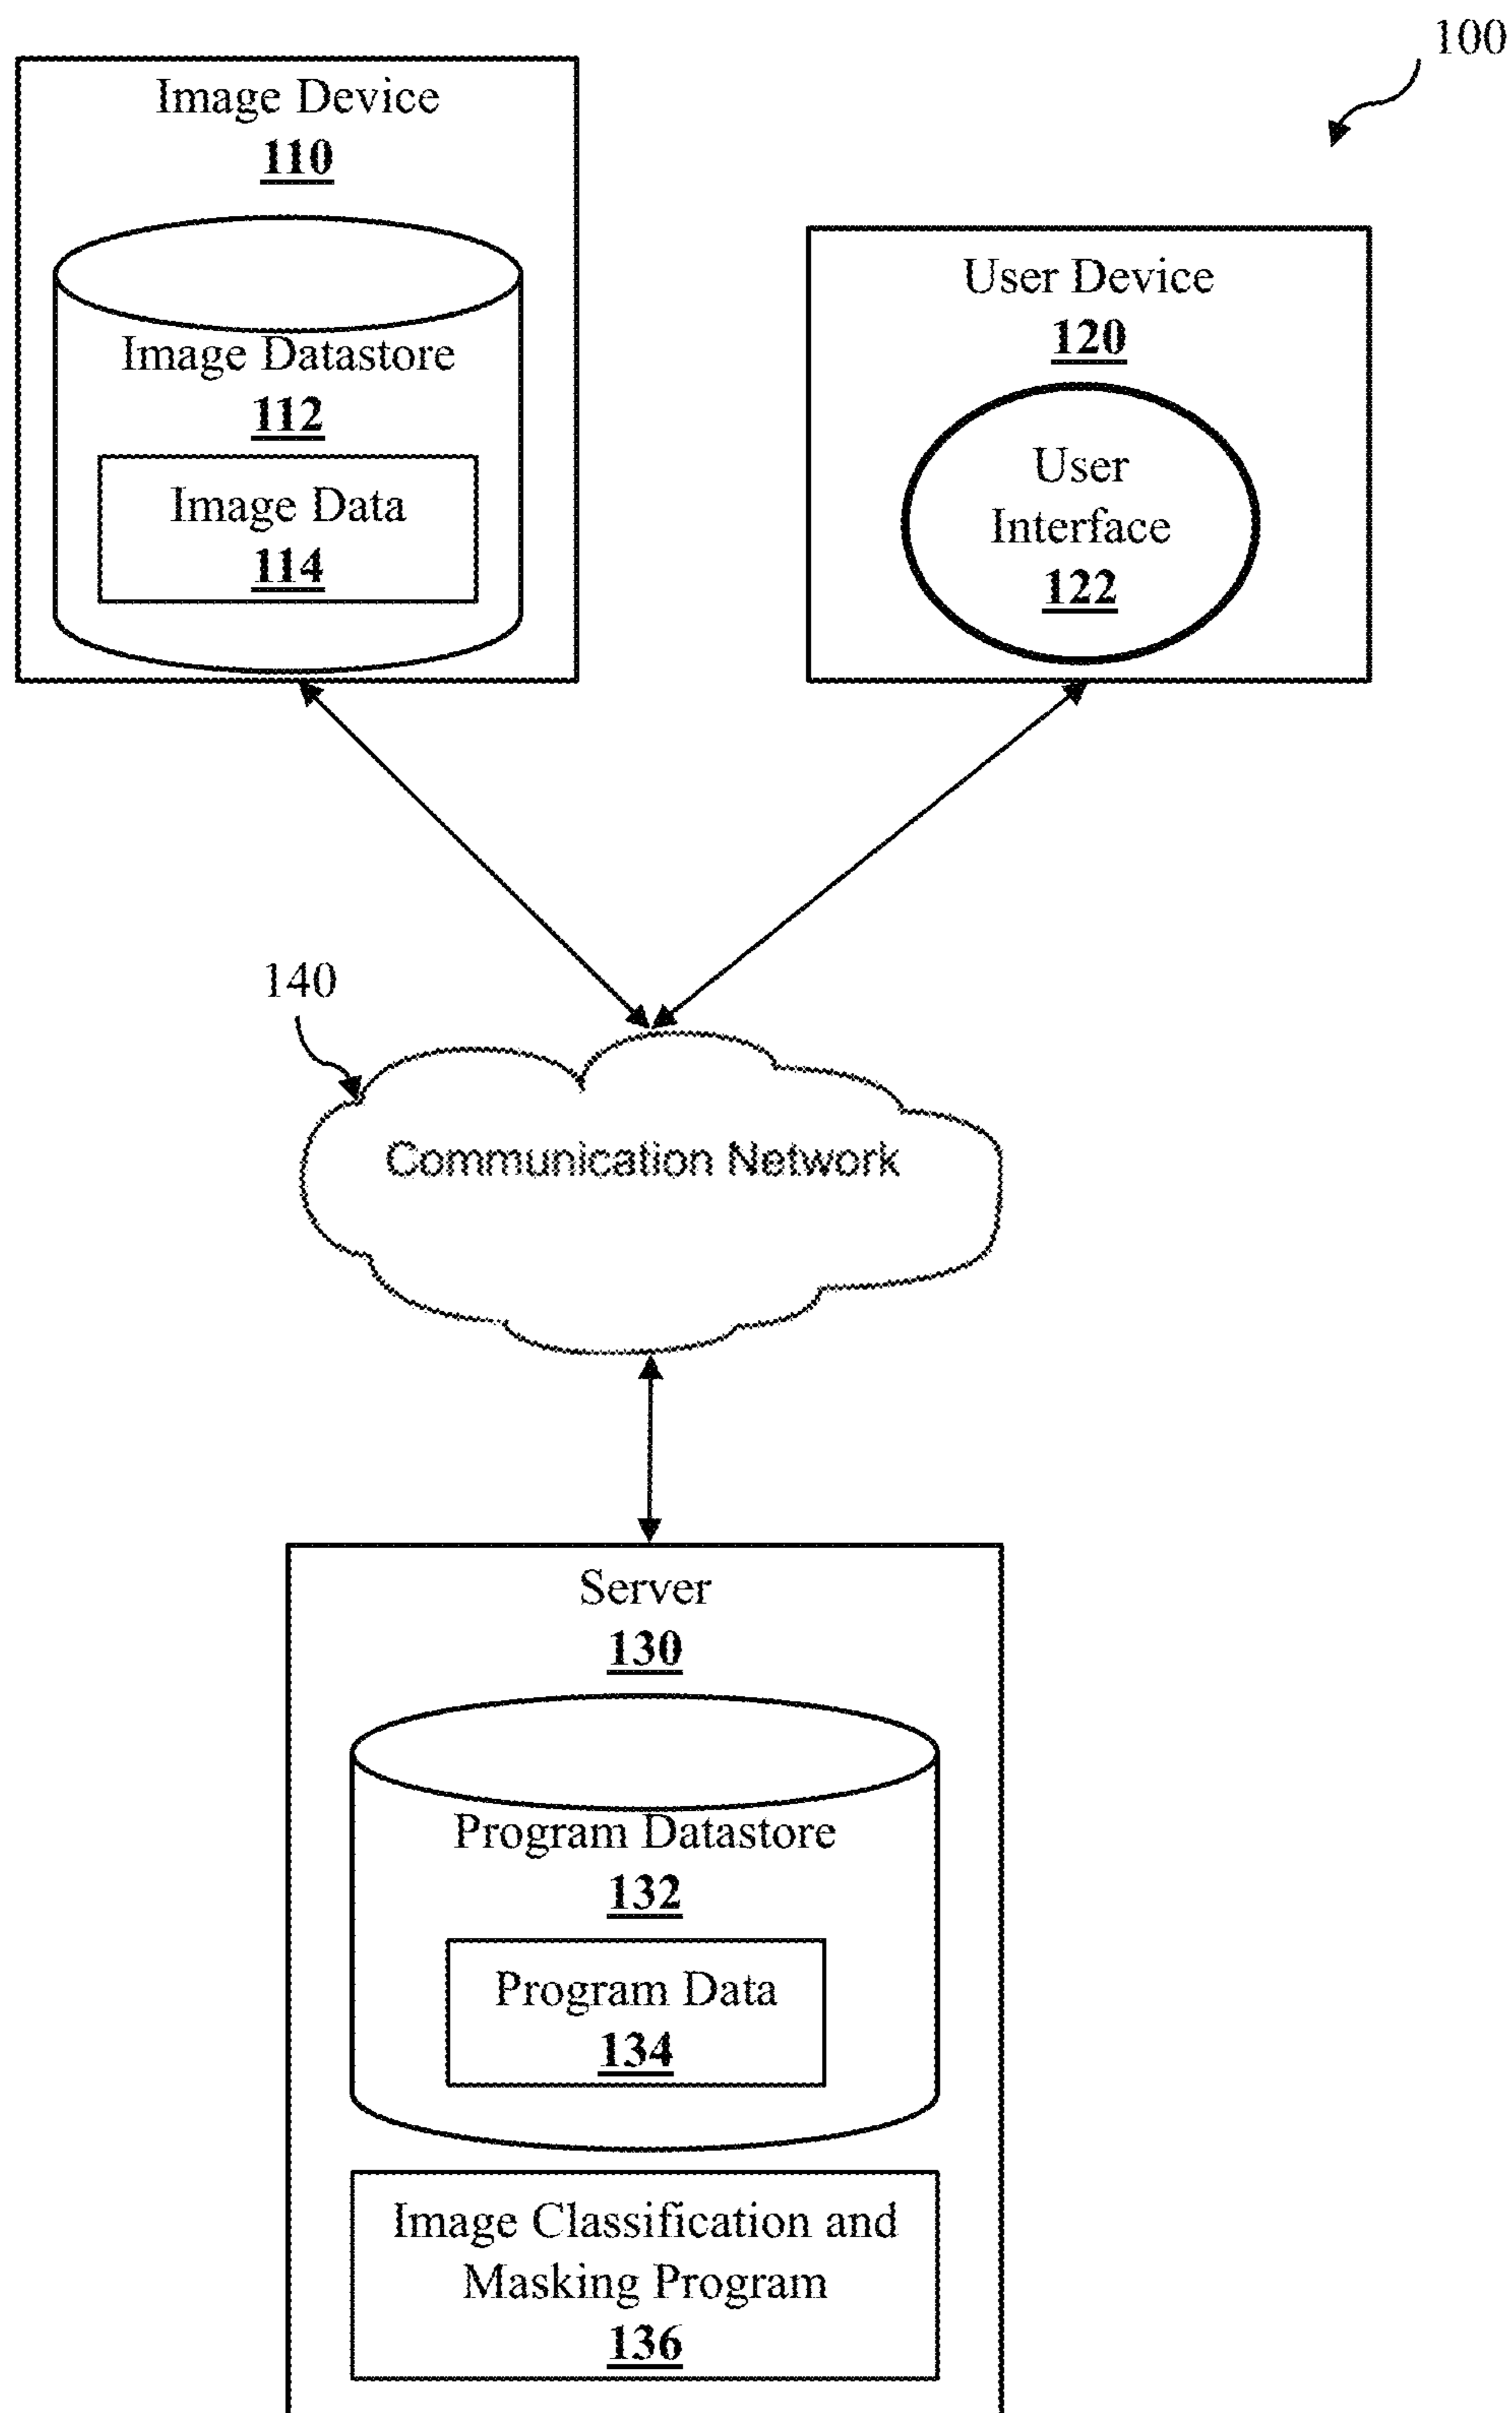 100
Image Device
110
Image Datastore
112
Image Data
114
User Device
120
User
Interface
122
140
Communication Network
Server
130
Program Datastore
132
Program Data
134
Image Classification and
Masking Program
136